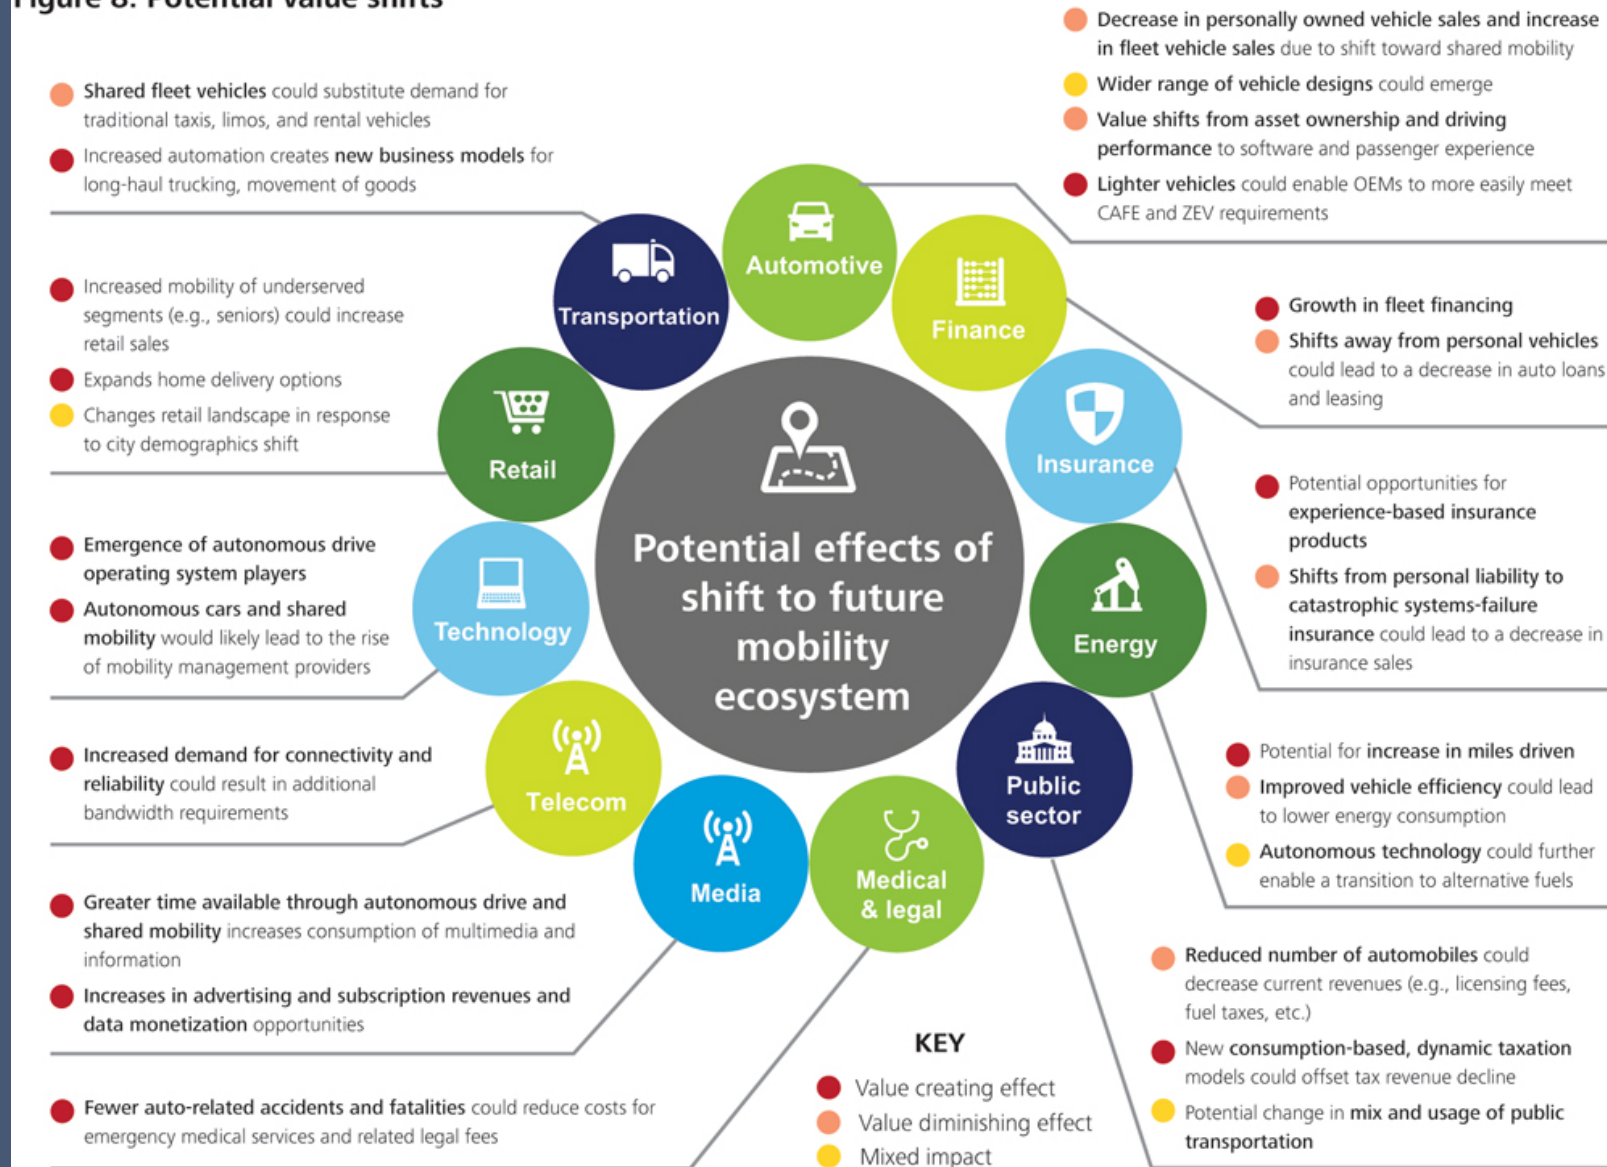 Figure 8: Potential value shifts
Shared fleet vehicles could substitute demand for
traditional taxis, limos, and rental vehicles
Increased automation creates new business models for
long-haul trucking, movement of goods
Increased mobility of underserved
segments (e.g., seniors) could increase
retail sales
Expands home delivery options
Changes retail landscape in response
to city demographics shift
Emergence of autonomous drive
operating system players
Autonomous cars and shared
mobility would likely lead to the rise
of mobility management providers
Increased demand for connectivity and
reliability could result in additional
bandwidth requirements
Greater time available through autonomous drive and
shared mobility increases consumption of multimedia and
information
Increases in advertising and subscription revenues and
data monetization opportunities
Fewer auto-related accidents and fatalities could reduce costs for
emergency medical services and related legal fees
Transportation
Automotive
Finance
Retail
Insurance
Technology
Energy
Telecom
Public
sector
Media
Medical
& legal
Potential effects of
shift to future
mobility
ecosystem
Decrease in personally owned vehicle sales and increase
in fleet vehicle sales due to shift toward shared mobility
Wider range of vehicle designs could emerge
Value shifts from asset ownership and driving
performance to software and passenger experience
Lighter vehicles could enable OEMs to more easily meet
CAFE and ZEV requirements
Growth in fleet financing
Shifts away from personal vehicles
could lead to a decrease in auto loans
and leasing
Potential opportunities for
experience-based insurance
products
Shifts from personal liability to
catastrophic systems-failure
insurance could lead to a decrease in
insurance sales
Potential for increase in miles driven
Improved vehicle efficiency could lead
to lower energy consumption
Autonomous technology could further
enable a transition to alternative fuels
Reduced number of automobiles could
decrease current revenues (e.g., licensing fees,
fuel taxes, etc.)
New consumption-based, dynamic taxation
models could offset tax revenue decline
Potential change in mix and usage of public
transportation
KEY
Value creating effect
Value diminishing effect
Mixed impact